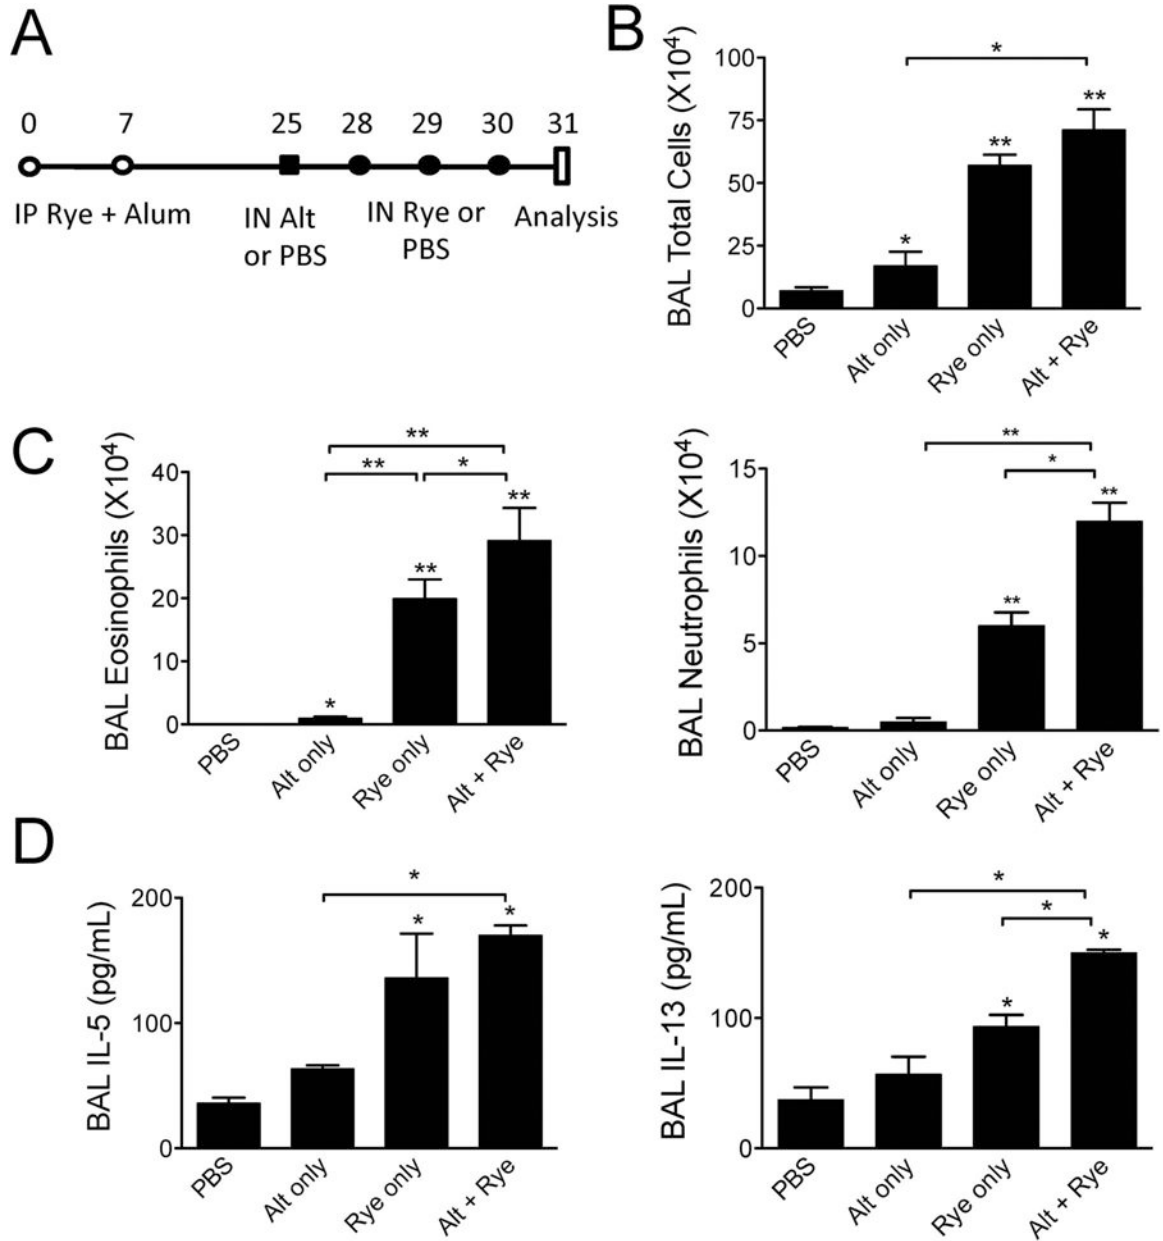 A
0 7 25 28 29 30 31
IP Rye + Alum
IN Alt
or PBS
IN Rye or
PBS
Analysis
B
BAL Total Cells (X10⁴)
100
75
50
25
0
*
*
**
**
PBS
Alt only
Rye only
Alt + Rye
C
BAL Eosinophils (X10⁴)
40
30
20
10
0
**
**
*
*
**
**
PBS
Alt only
Rye only
Alt + Rye
BAL Neutrophils (X10⁴)
15
10
5
0
**
*
**
**
PBS
Alt only
Rye only
Alt + Rye
D
BAL IL-5 (pg/mL)
200
100
0
*
*
*
PBS
Alt only
Rye only
Alt + Rye
BAL IL-13 (pg/mL)
200
100
0
*
*
*
*
PBS
Alt only
Rye only
Alt + Rye